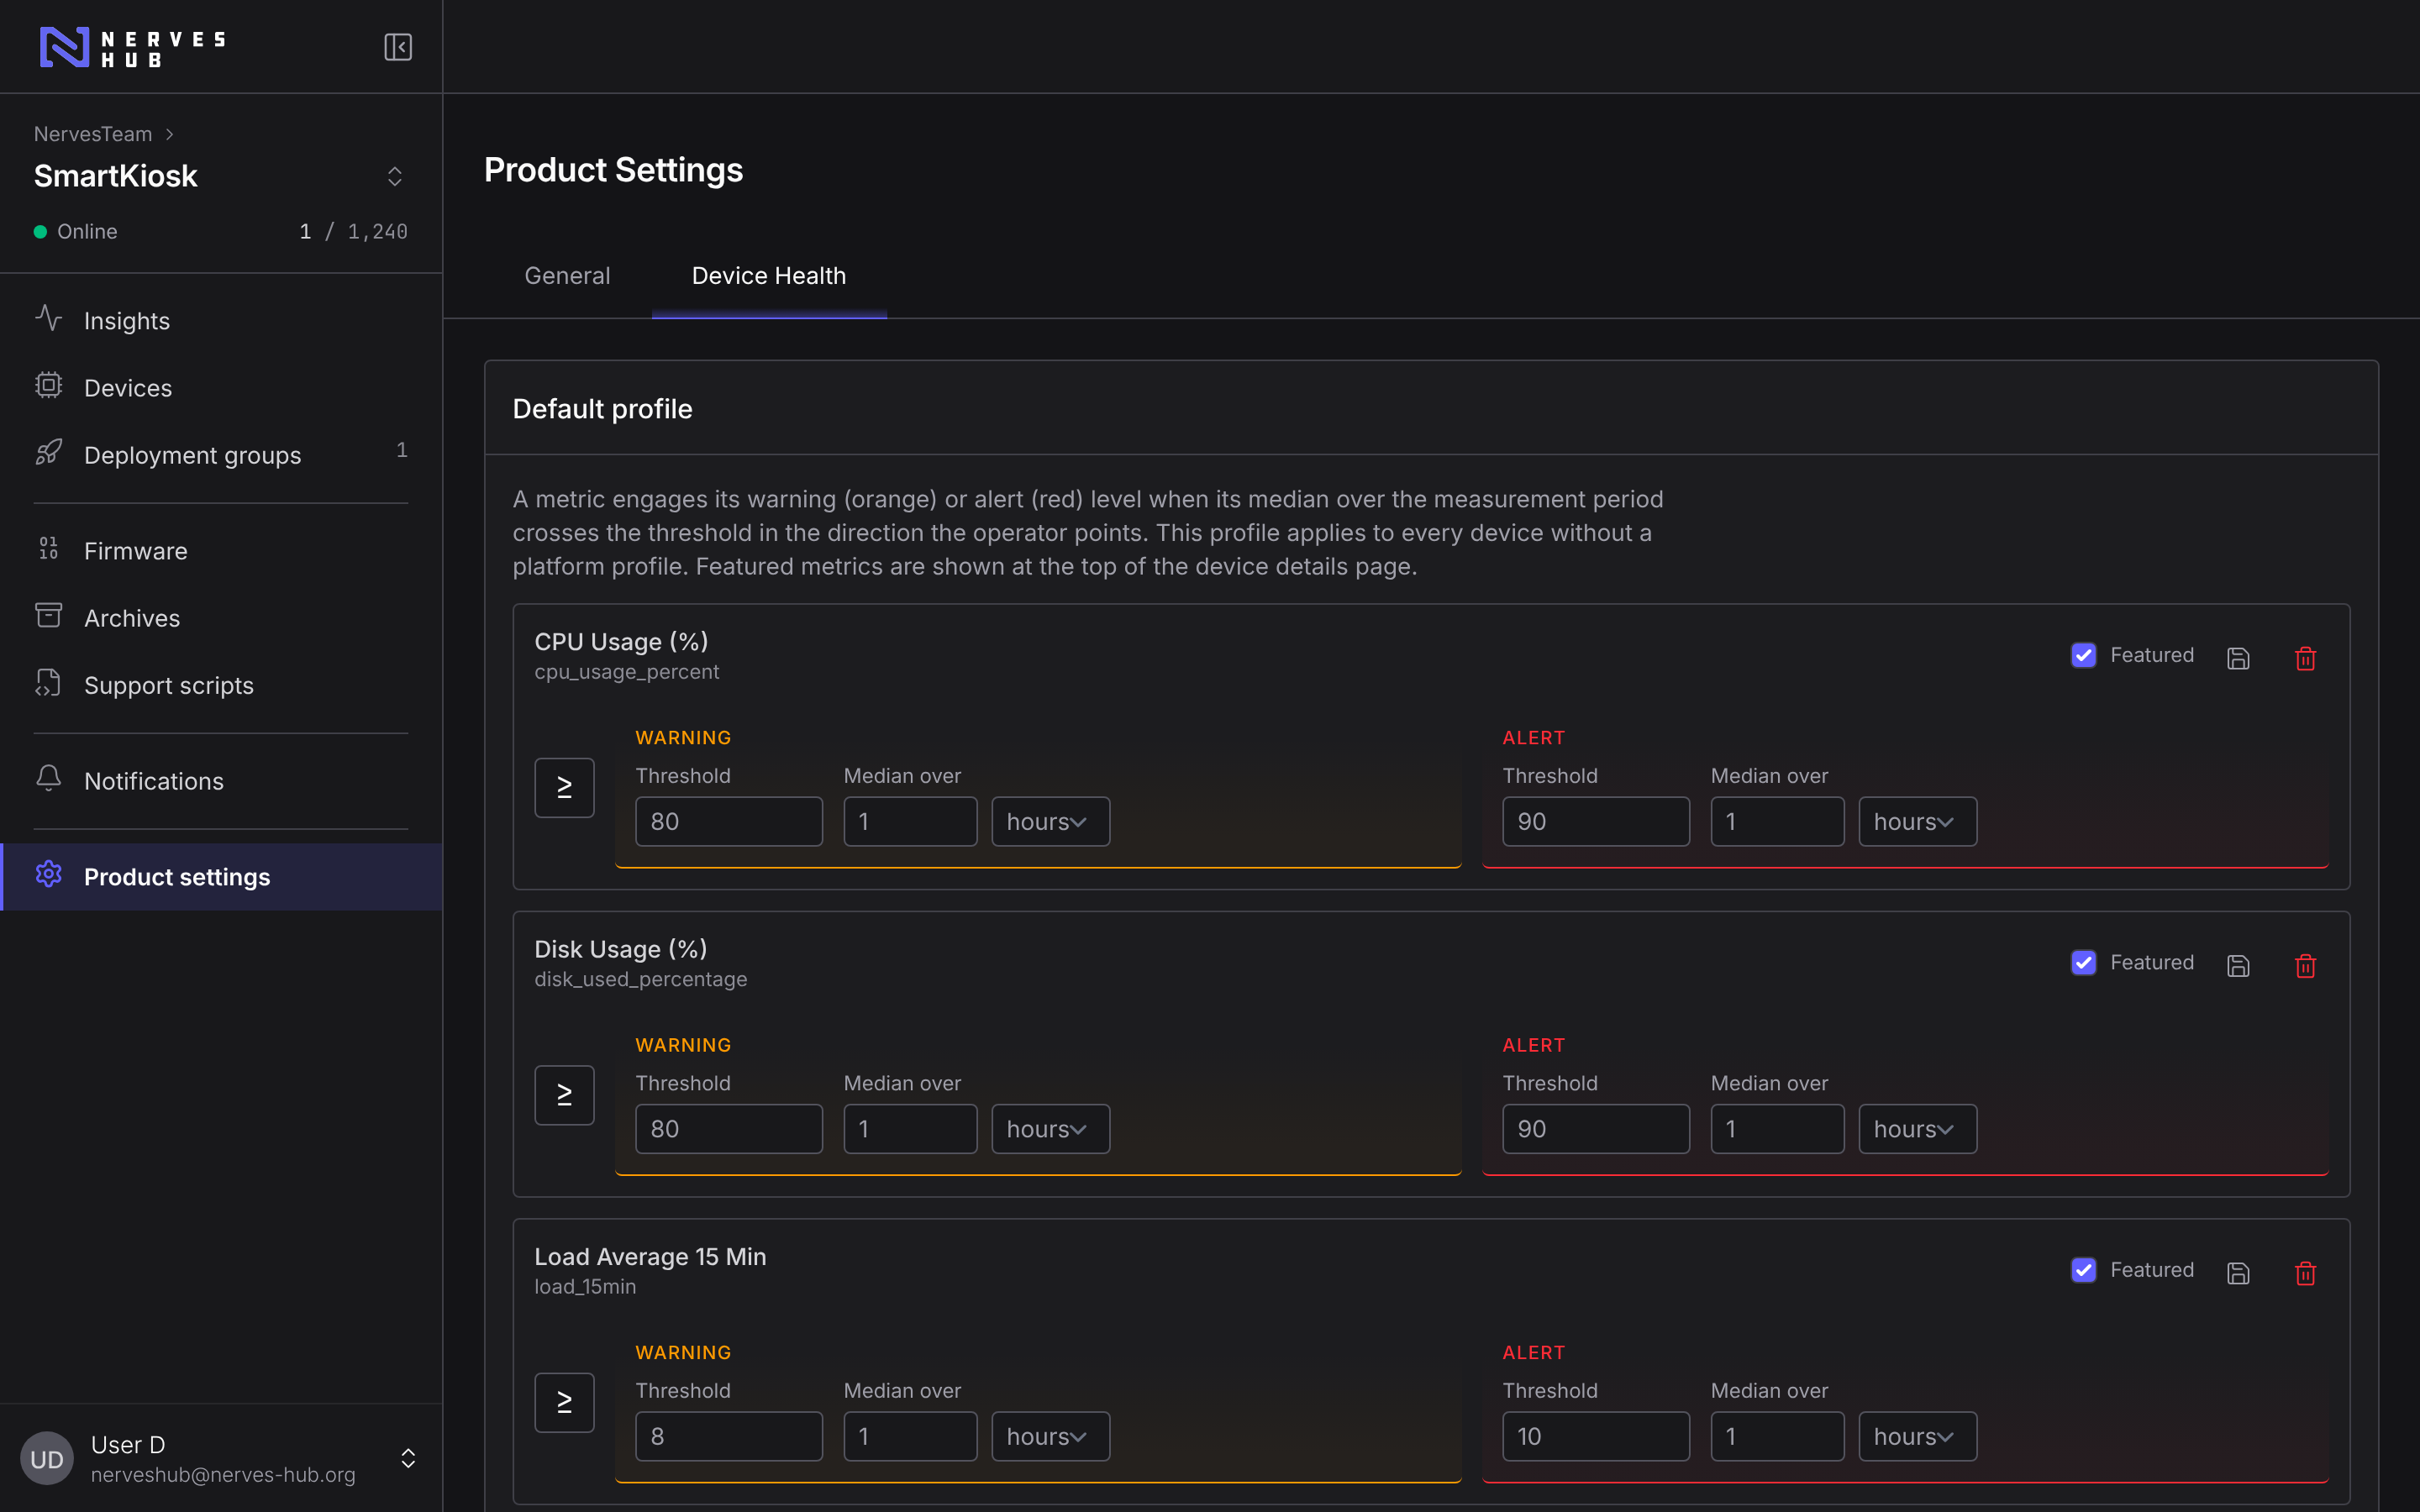 NERVES
HUB
NervesTeam
SmartKiosk
Online 1 / 1,240
Insights
Devices
Deployment groups 1
Firmware
Archives
Support scripts
Notifications
Product settings
UD
User D
nerveshub@nerves-hub.org
Product Settings
General Device Health
Default profile
A metric engages its warning (orange) or alert (red) level when its median over the measurement period
crosses the threshold in the direction the operator points. This profile applies to every device without a
platform profile. Featured metrics are shown at the top of the device details page.
CPU Usage (%)
cpu_usage_percent
Featured
WARNING ALERT
Threshold Median over Threshold Median over
≥ 80 1 hours 90 1 hours
Disk Usage (%)
disk_used_percentage
Featured
WARNING ALERT
Threshold Median over Threshold Median over
≥ 80 1 hours 90 1 hours
Load Average 15 Min
load_15min
Featured
WARNING ALERT
Threshold Median over Threshold Median over
≥ 8 1 hours 10 1 hours